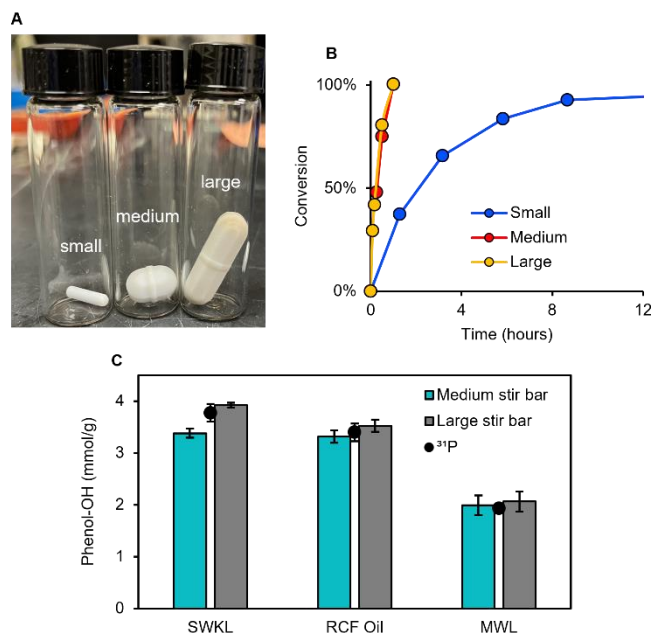 A
small
medium
large
B
100%
50%
0%
Conversion
Small
Medium
Large
0
4
8
12
Time (hours)
C
Phenol-OH (mmol/g)
4
3
2
1
0
Medium stir bar
Large stir bar
³¹P
SWKL
RCF Oil
MWL